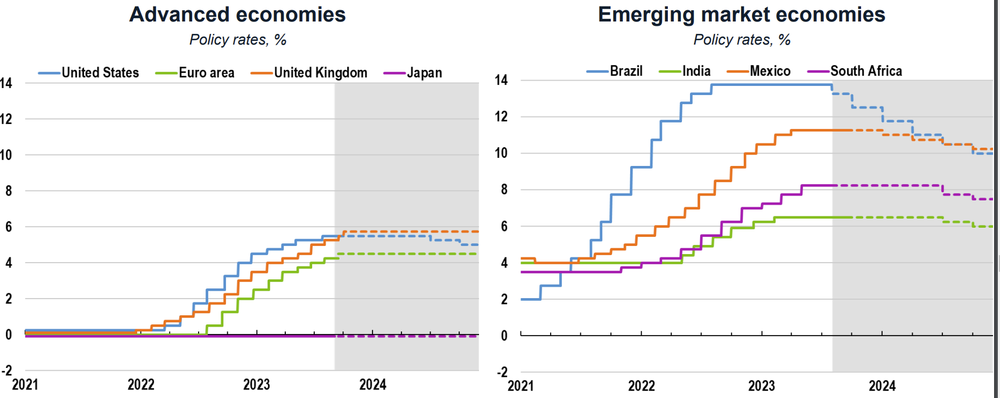 Advanced economies
Policy rates, %
United States Euro area United Kingdom Japan
14
12
10
8
6
4
2
0
-2
2021 2022 2023 2024
Emerging market economies
Policy rates, %
Brazil India Mexico South Africa
14
12
10
8
6
4
2
0
-2
2021 2022 2023 2024